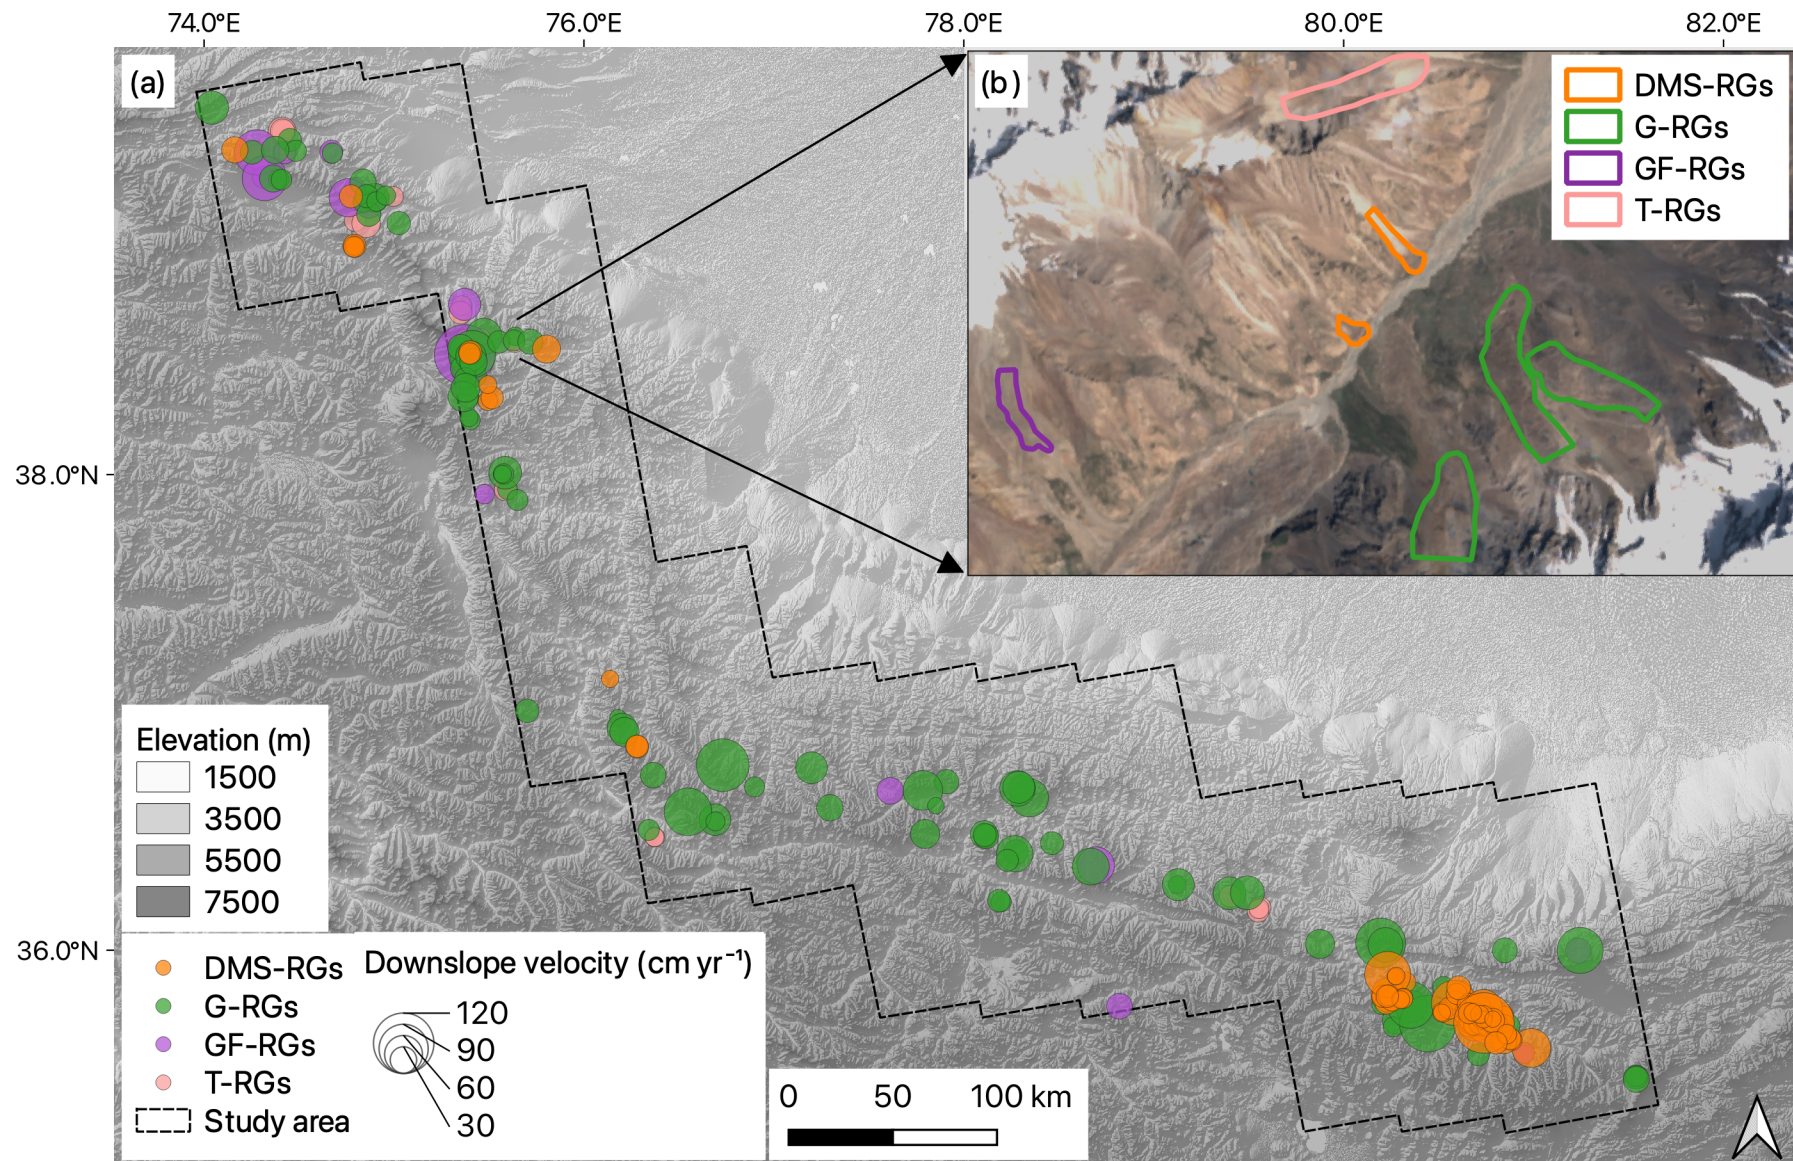 74.0°E 76.0°E 78.0°E 80.0°E 82.0°E
(a)
(b)
DMS-RGs
G-RGs
GF-RGs
T-RGs
38.0°N
36.0°N
Elevation (m)
1500
3500
5500
7500
DMS-RGs
G-RGs
GF-RGs
T-RGs
Study area
Downslope velocity (cm yr⁻¹)
120
90
60
30
0 50 100 km